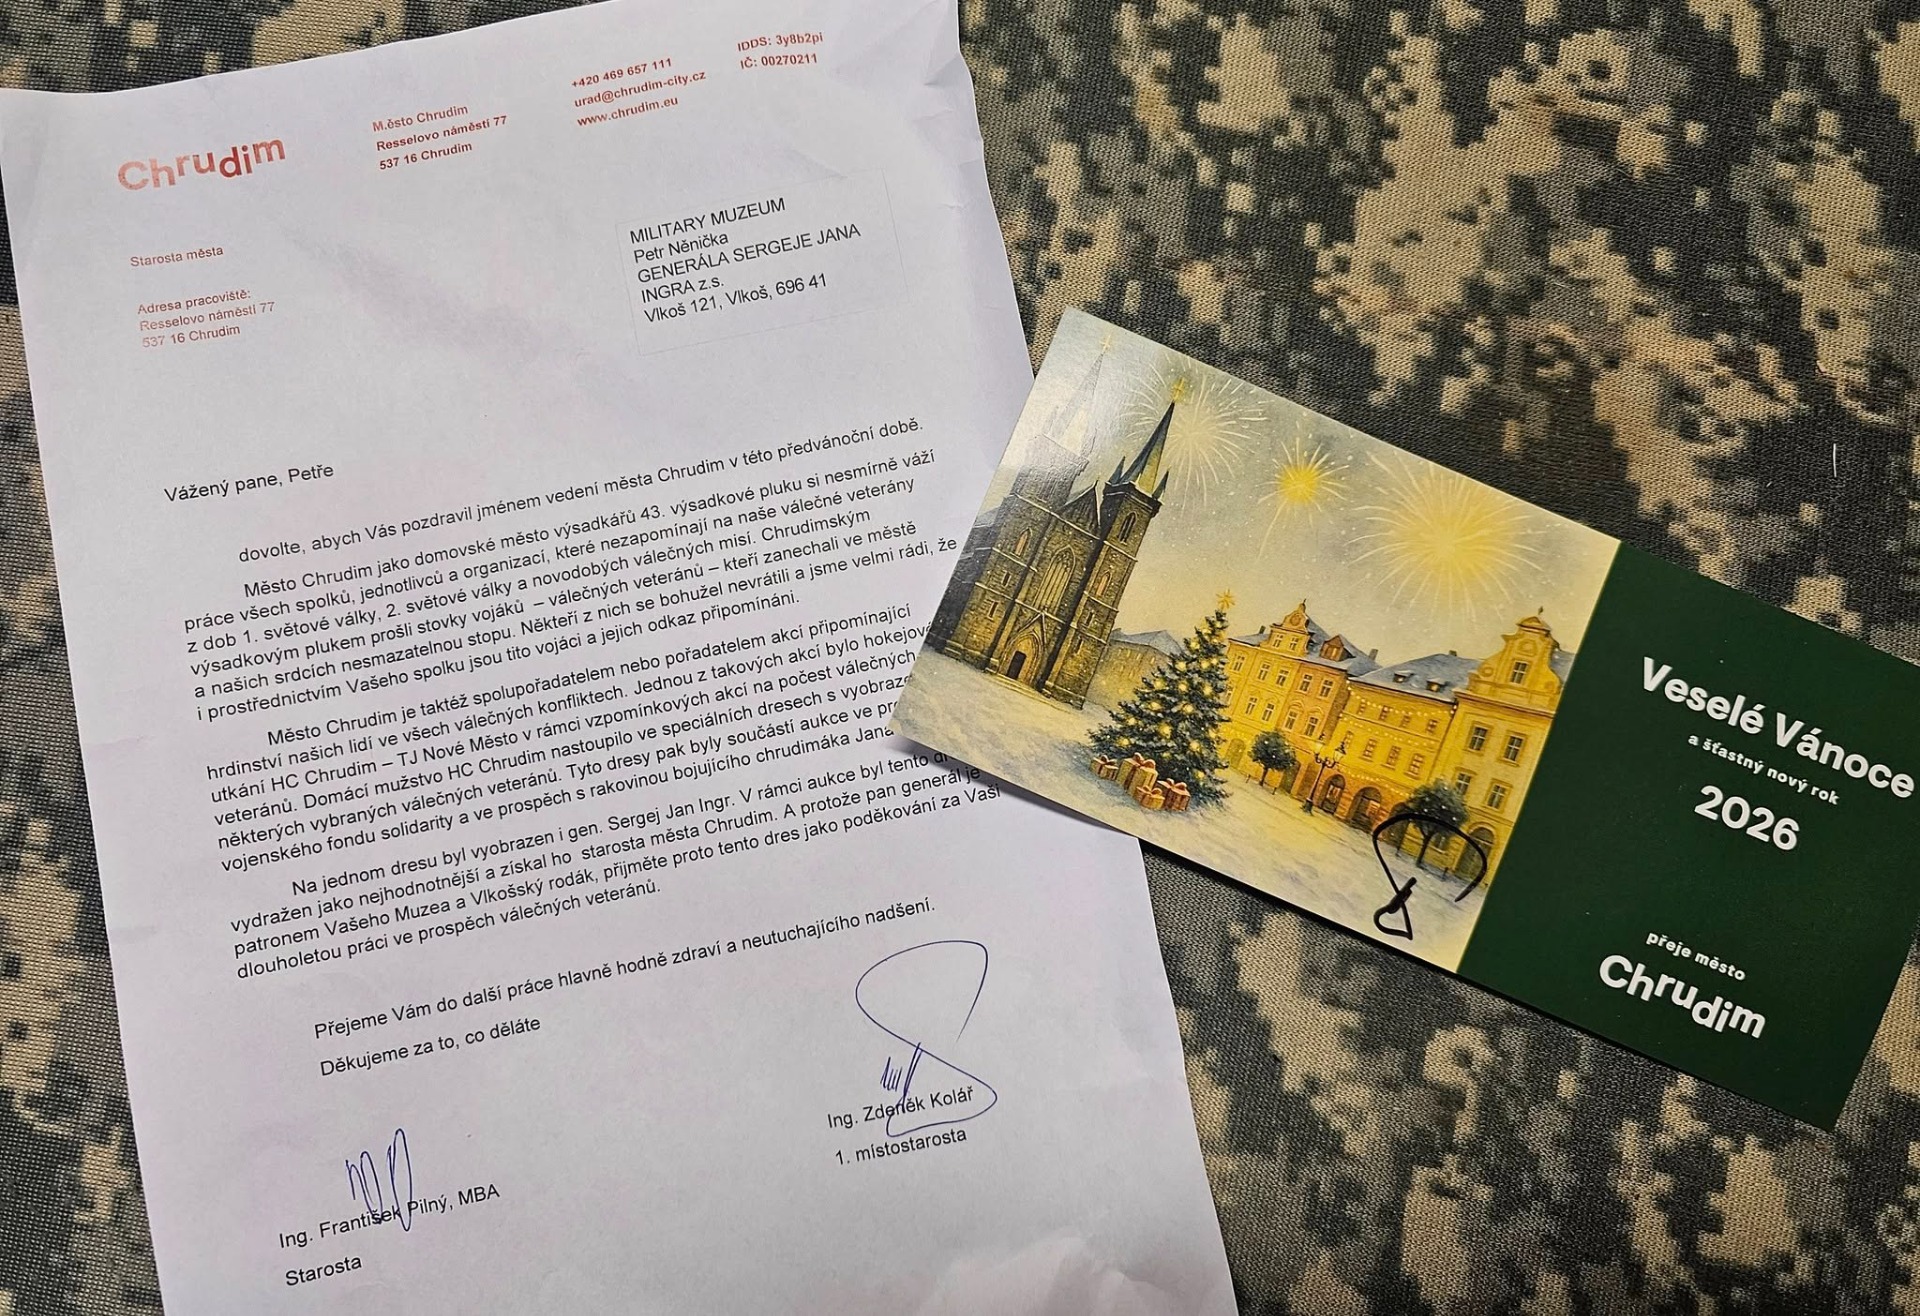 Chrudim
M.ěsto Chrudim
Resselovo náměstí 77
537 16 Chrudim
+420 469 657 111
urad@chrudim-city.cz
www.chrudim.eu
IDDS: 3y8b2pi
IČ: 00270211
Starosta města
Adresa pracoviště:
Resselovo náměstí 77
537 16 Chrudim
MILITARY MUZEUM
Petr Něnička
GENERÁLA SERGEJE JANA
INGRA z.s.
Vlkoš 121, Vlkoš, 696 41
Vážený pane, Petře
dovolte, abych Vás pozdravil jménem vedení města Chrudim v této předvánoční době.
Město Chrudim jako domovské město výsadkářů 43. výsadkové pluku si nesmírně váží
práce všech spolků, jednotlivců a organizací, které nezapomínají na naše válečné veterány
z dob 1. světové války, 2. světové války a novodobých válečných misí. Chrudimským
výsadkovým plukem prošli stovky vojáků – válečných veteránů – kteří zanechali ve městě
a našich srdcích nesmazatelnou stopu. Někteří z nich se bohužel nevrátili a jsme velmi rádi, že
i prostřednictvím Vašeho spolku jsou tito vojáci a jejich odkaz připomínáni.
Město Chrudim je taktéž spolupořadatelem nebo pořadatelem akcí připomínající
hrdinství našich lidí ve všech válečných konfliktech. Jednou z takových akcí bylo hokejové
utkání HC Chrudim – TJ Nové Město v rámci vzpomínkových akcí na počest válečných
veteránů. Domácí mužstvo HC Chrudim nastoupilo ve speciálních dresech s
některých vybraných válečných veteránů. Tyto dresy pak byly součástí aukce ve
vojenského fondu solidarity a ve prospěch s rakovinou bojujícího chrudimáka Jana
Na jednom dresu byl vyobrazen i gen. Sergej Jan Ingr. V rámci aukce byl tento
vydražen jako nejhodnotnější a získal ho starosta města Chrudim. A protože pan generál je
patronem Vašeho Muzea a Vlkošský rodák, přijměte proto tento dres jako poděkování za Vaši
dlouholetou práci ve prospěch válečných veteránů.
Přejeme Vám do další práce hlavně hodně zdraví a neutuchajícího nadšení.
Děkujeme za to, co děláte
Ing. Zdeněk Kolář
1. místostarosta
Ing. František Pilný, MBA
Starosta
Veselé Vánoce
a šťastný nový rok
2026
přeje město
Chrudim